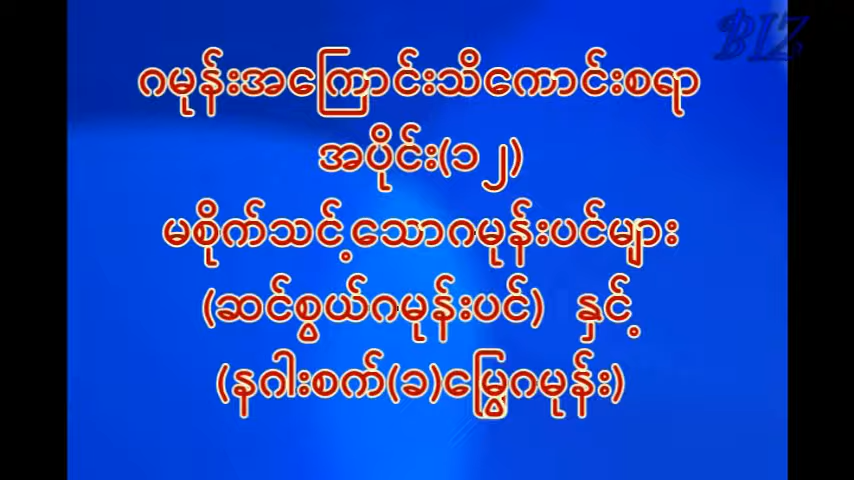 BIZ
ဂမုန်းအကြောင်းသိကောင်းစရာ
အပိုင်း(၁၂)
မစိုက်သင့်သောဂမုန်းပင်များ
(ဆင်စွယ်ဂမုန်းပင်) နှင့်
(နဂါးစက်(ခ)မြွေဂမုန်း)